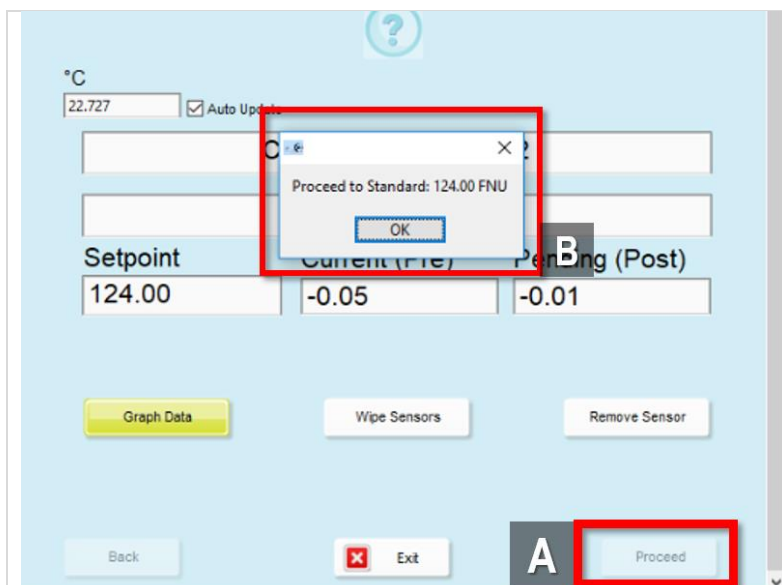 ?
°C
22.727
Auto Update
C
2
Proceed to Standard: 124.00 FNU
OK
B
Setpoint
Current (Pre)
Pending (Post)
124.00
-0.05
-0.01
Graph Data
Wipe Sensors
Remove Sensor
Back
Exit
A
Proceed